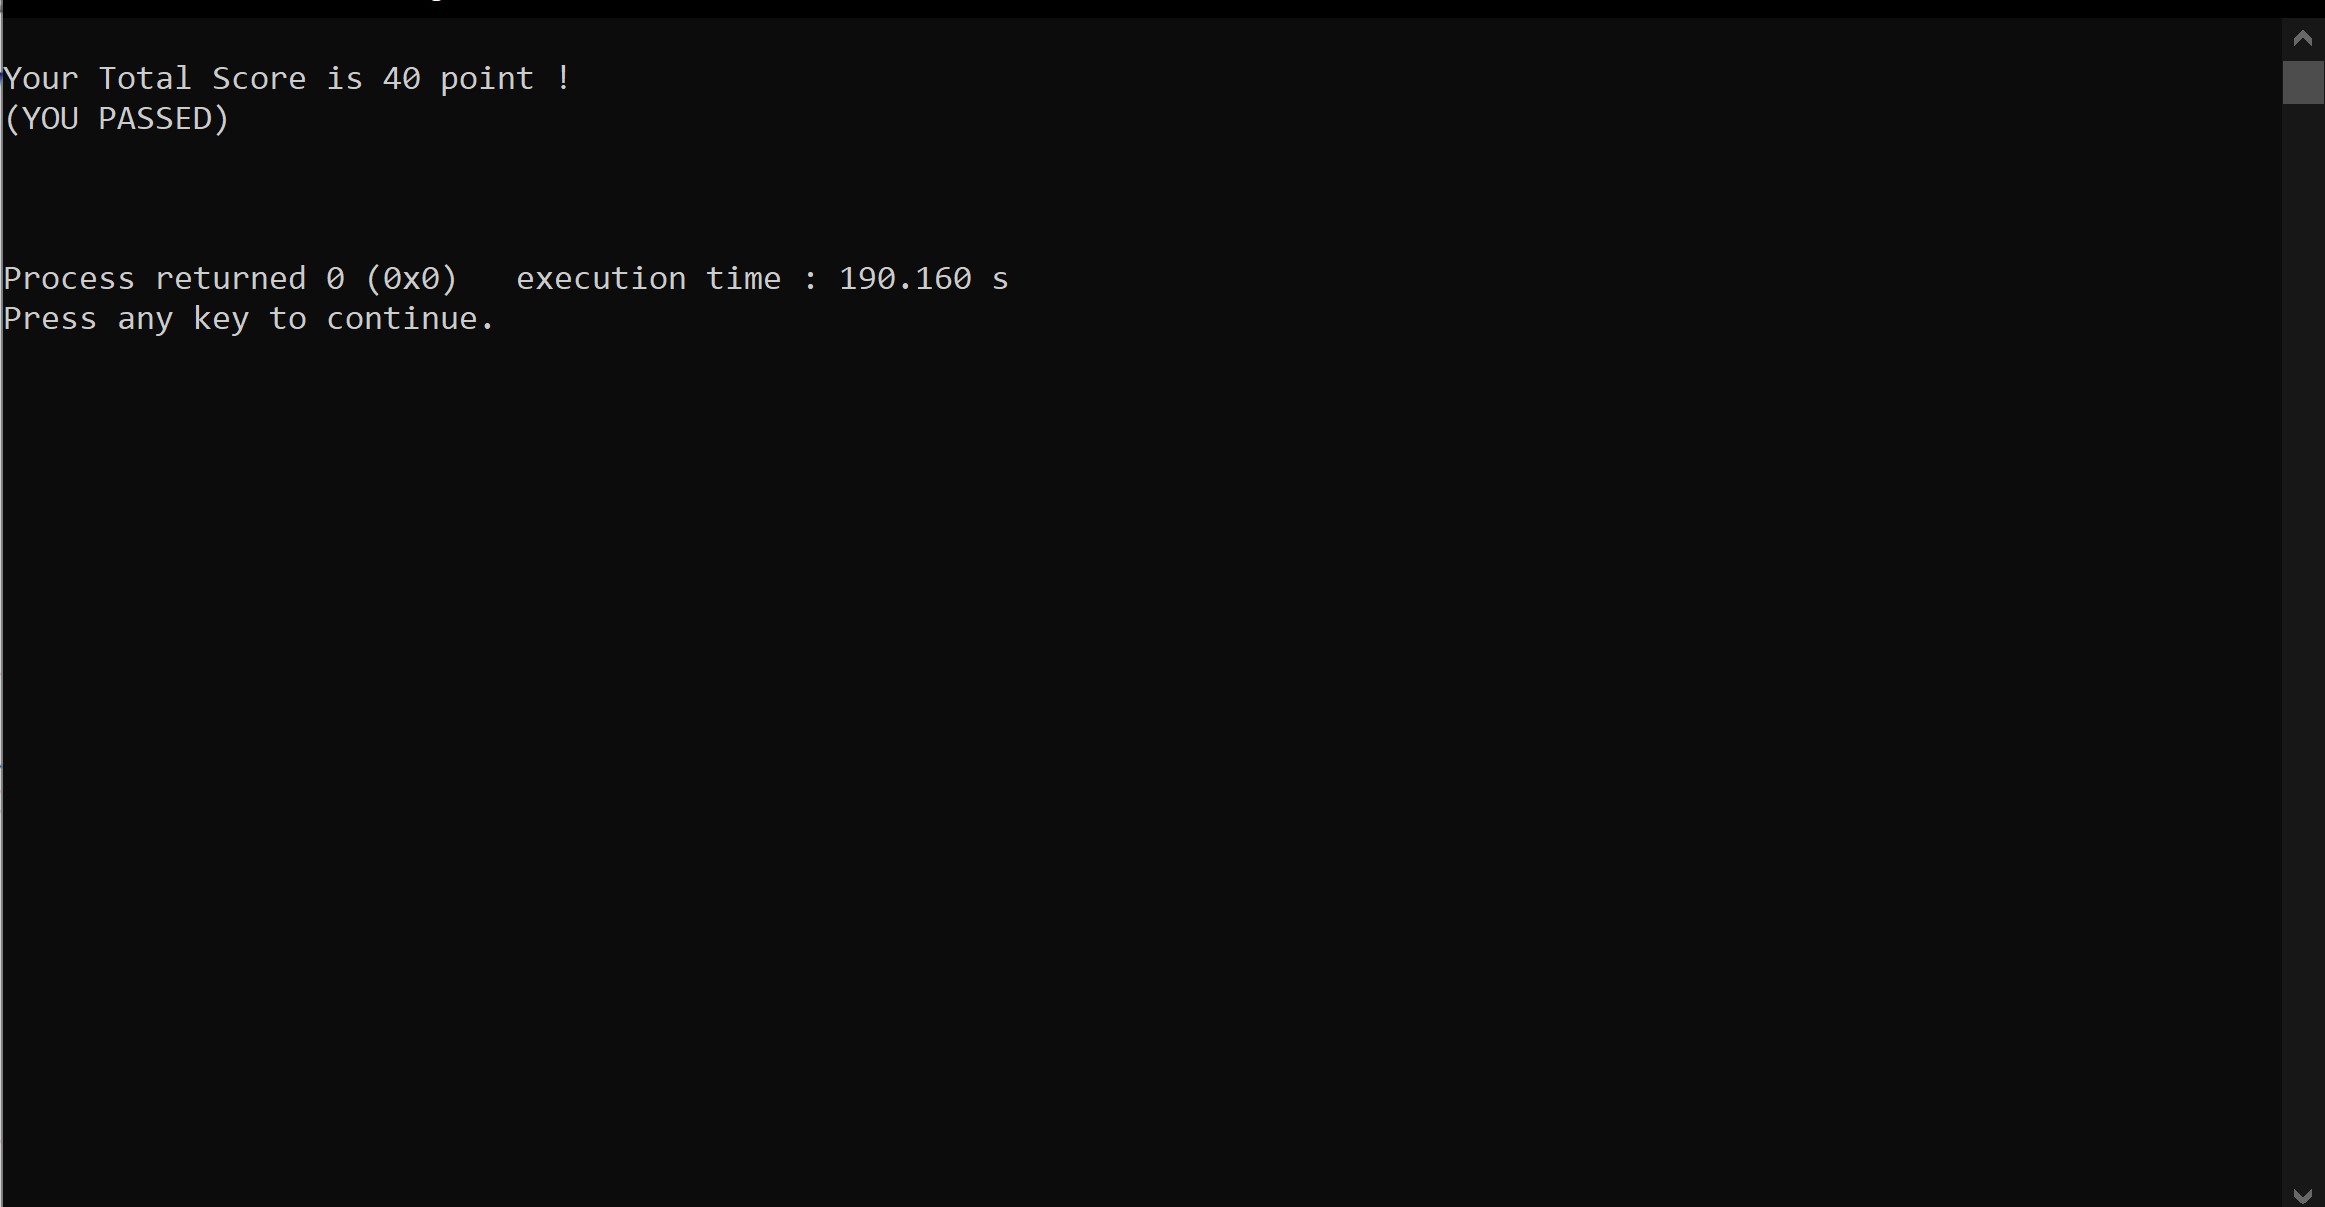 Your Total Score is 40 point !
(YOU PASSED)
Process returned 0 (0x0)   execution time : 190.160 s
Press any key to continue.